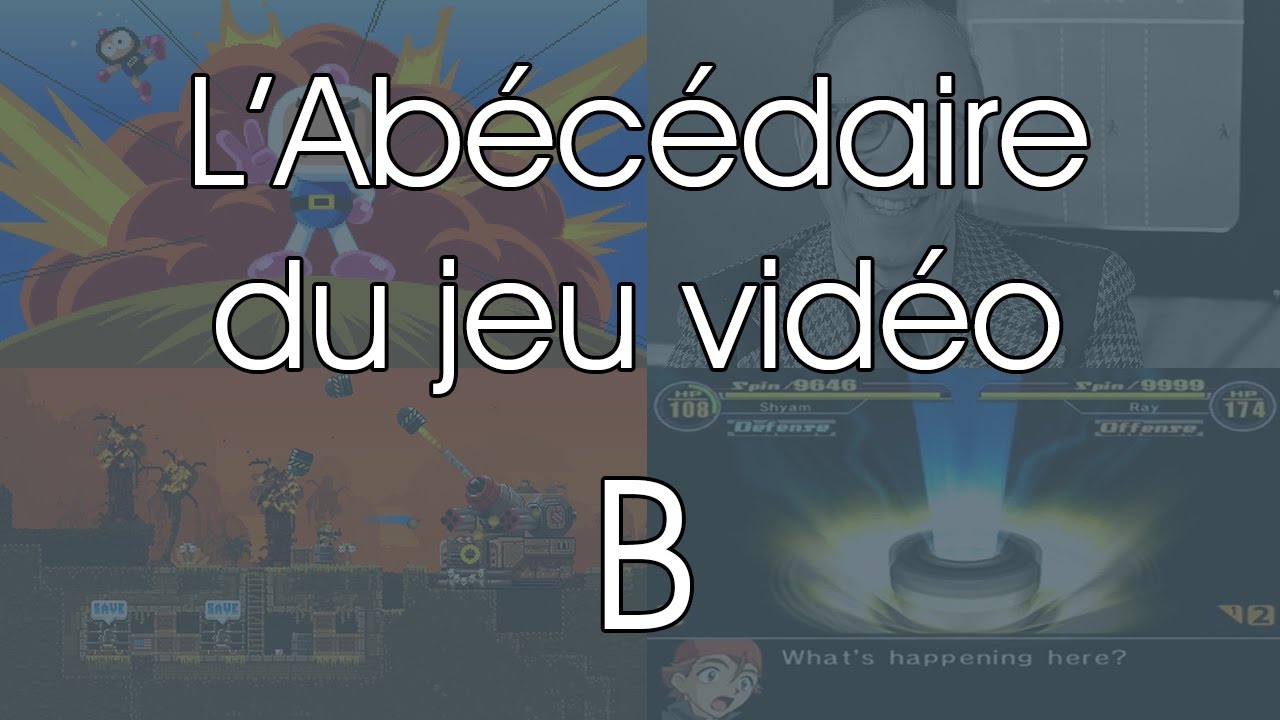 L'Abécédaire
du jeu vidéo
B
Spin/9646 Spin/9999
HP 108 Shyam Ray HP 174
Defense Offense
SAVE SAVE
1 2
What's happening here?